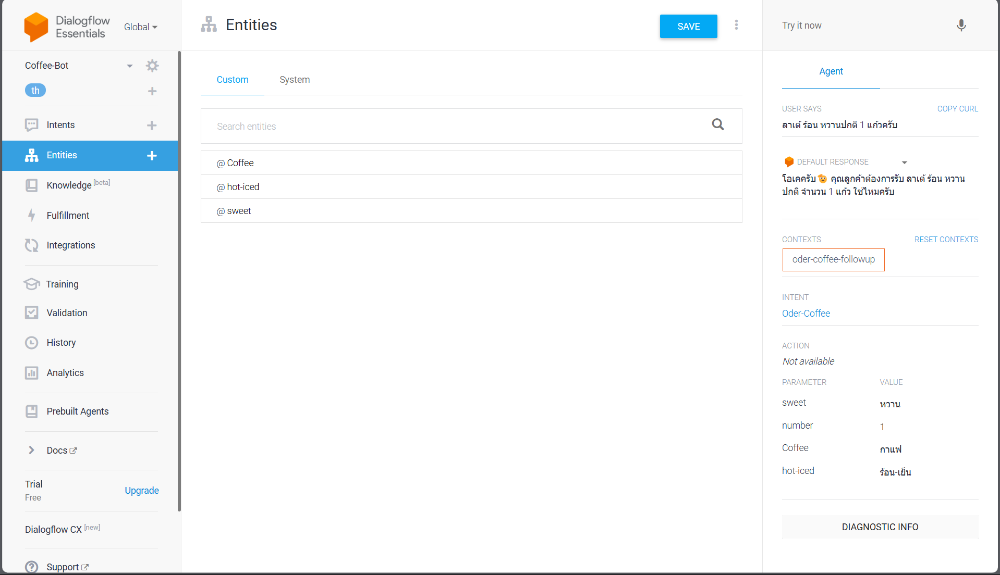 Dialogflow
Essentials
Global
Coffee-Bot
th
Intents
Entities
Knowledge [beta]
Fulfillment
Integrations
Training
Validation
History
Analytics
Prebuilt Agents
Docs
Trial
Free
Upgrade
Dialogflow CX [new]
Support
Entities
SAVE
Custom
System
Search entities
@ Coffee
@ hot-iced
@ sweet
Try it now
Agent
USER SAYS
COPY CURL
ลาเต้ ร้อน หวานปกติ 1 แก้วครับ
DEFAULT RESPONSE
โอเคครับ🫡 คุณลูกค้าต้องการรับ ลาเต้ ร้อน หวาน
ปกติ จำนวน 1 แก้ว ใช่ไหมครับ
CONTEXTS
RESET CONTEXTS
oder-coffee-followup
INTENT
Oder-Coffee
ACTION
Not available
PARAMETER VALUE
sweet หวาน
number 1
Coffee กาแฟ
hot-iced ร้อน-เย็น
DIAGNOSTIC INFO